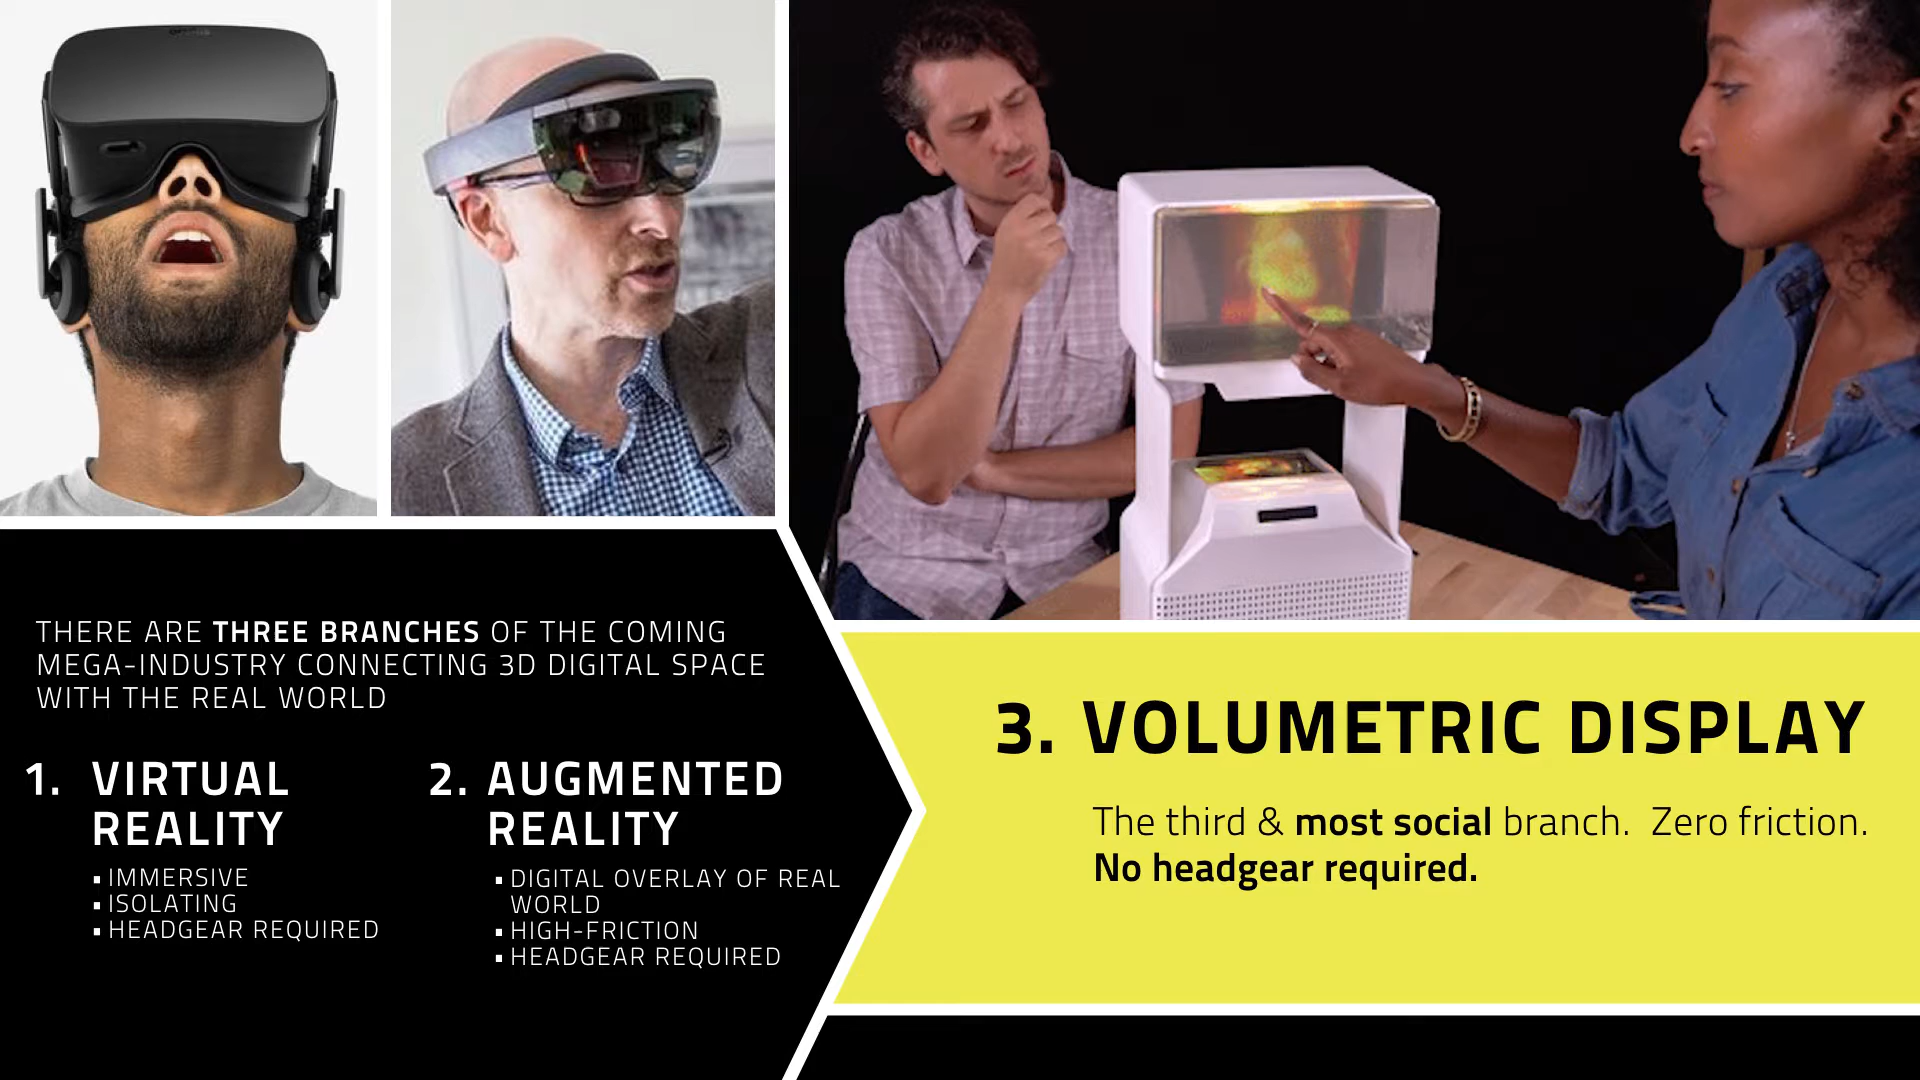 THERE ARE THREE BRANCHES OF THE COMING
MEGA-INDUSTRY CONNECTING 3D DIGITAL SPACE
WITH THE REAL WORLD
1. VIRTUAL
REALITY
▪ IMMERSIVE
▪ ISOLATING
▪ HEADGEAR REQUIRED
2. AUGMENTED
REALITY
▪ DIGITAL OVERLAY OF REAL
WORLD
▪ HIGH-FRICTION
▪ HEADGEAR REQUIRED
3. VOLUMETRIC DISPLAY
The third & most social branch. Zero friction.
No headgear required.